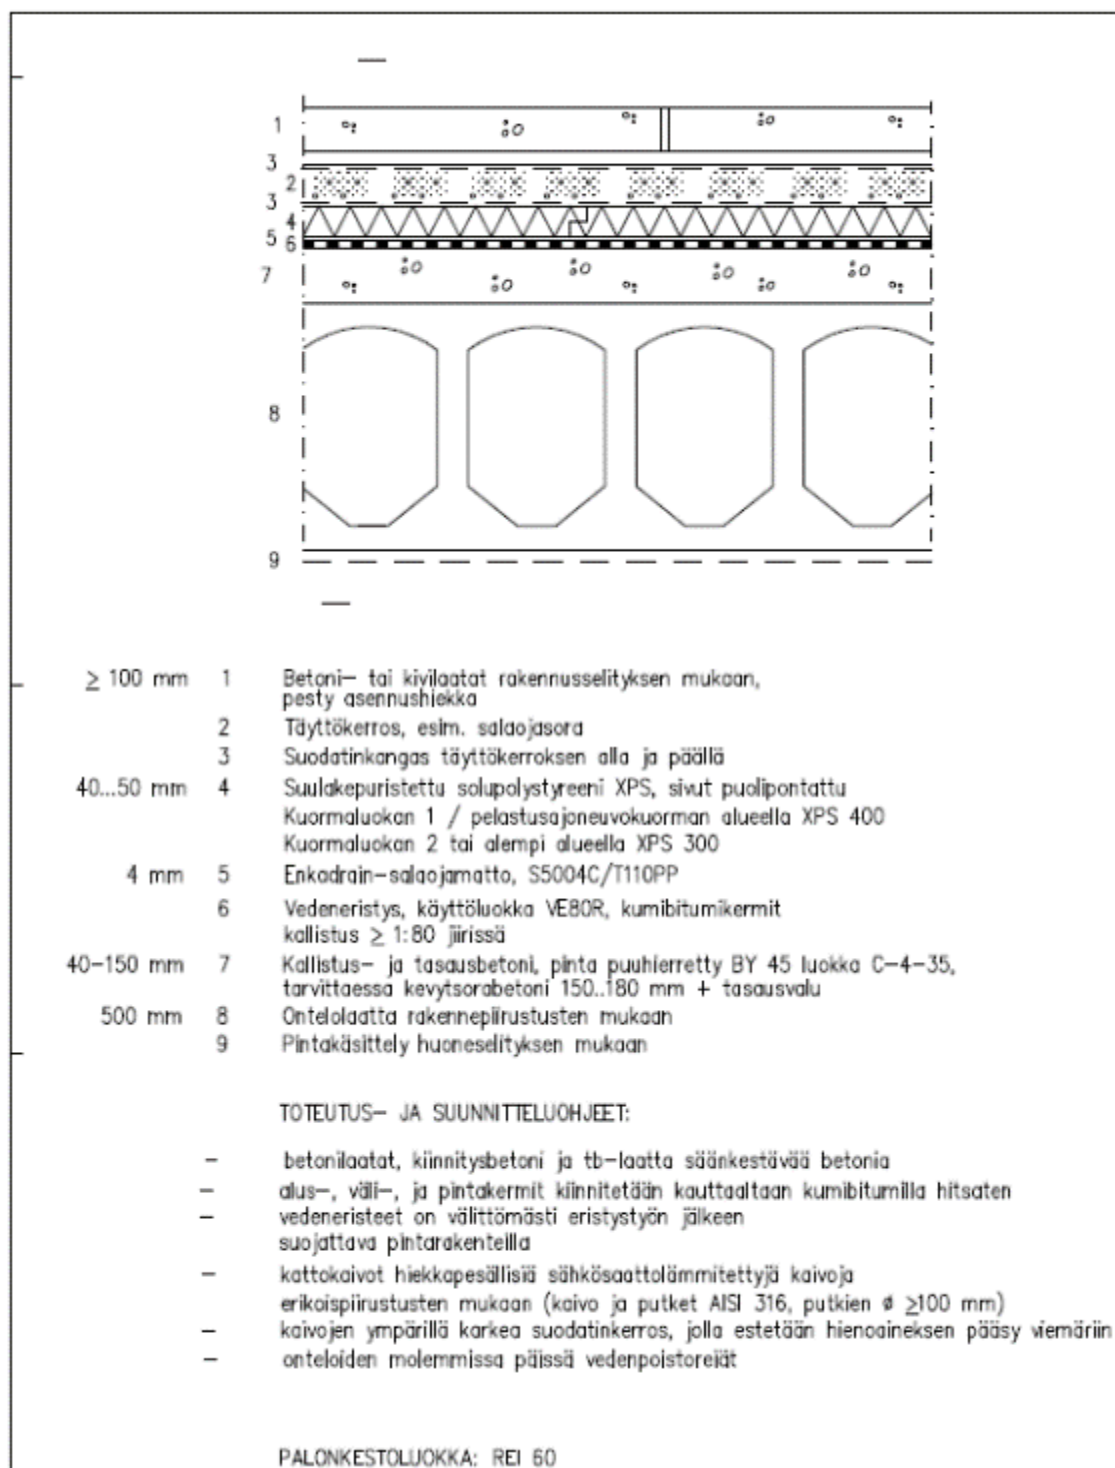 1
3
2
3
4
5 6
7
8
9
≥ 100 mm 1 Betoni- tai kivilaatat rakennusselityksen mukaan,
pesty asennushiekka
2 Täyttökerros, esim. salaojasora
3 Suodatinkangas täyttökerroksen alla ja päällä
40...50 mm 4 Suulakepuristettu solupolystyreeni XPS, sivut puolipontattu
Kuormaluokan 1 / pelastusajoneuvokuorman alueella XPS 400
Kuormaluokan 2 tai alempi alueella XPS 300
4 mm 5 Enkadrain-salaojamatto, S5004C/T110PP
6 Vedeneristys, käyttöluokka VE80R, kumibitumikermit
kallistus ≥ 1:80 jiirissä
40-150 mm 7 Kallistus- ja tasausbetoni, pinta puuhierretty BY 45 luokka C-4-35,
tarvittaessa kevytsorabetoni 150..180 mm + tasausvalu
500 mm 8 Ontelolaatta rakennepiirustusten mukaan
9 Pintakäsittely huoneselityksen mukaan
TOTEUTUS- JA SUUNNITTELUOHJEET:
- betonilaatat, kiinnitysbetoni ja tb-laatta säänkestävää betonia
- alus-, väli-, ja pintakermit kiinnitetään kauttaaltaan kumibitumilla hitsaten
- vedeneristeet on välittömästi eristystyön jälkeen
suojattava pintarakenteilla
- kattokaivot hiekkapesällisiä sähkösaattolämmitettyjä kaivoja
erikoispiirustusten mukaan (kaivo ja putket AISI 316, putkien ø ≥100 mm)
- kaivojen ympärillä karkea suodatinkerros, jolla estetään hienoaineksen pääsy viemäriin
- onteloiden molemmissa päissä vedenpoistoreiät
PALONKESTOLUOKKA: REI 60